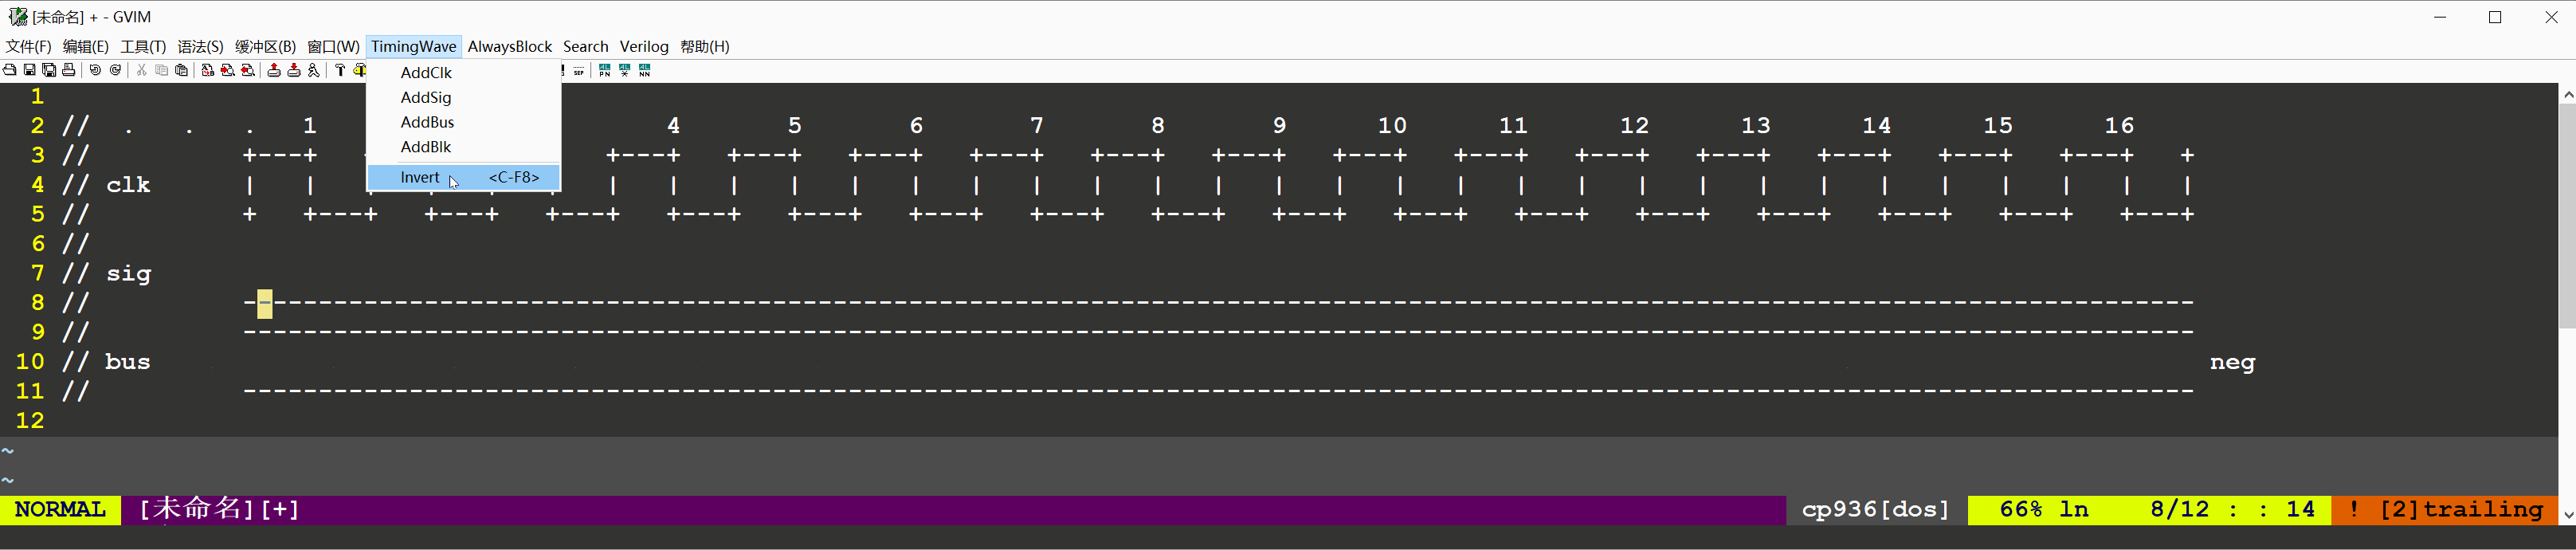 [未命名] + - GVIM
文件(F) 编辑(E) 工具(T) 语法(S) 缓冲区(B) 窗口(W) TimingWave AlwaysBlock Search Verilog 帮助(H)
AddClk
AddSig
AddBus
AddBlk
Invert <C-F8>
1
2 // . . . 1 4 5 6 7 8 9 10 11 12 13 14 15 16
3 // +---+ +---+ +---+ +---+ +---+ +---+ +---+ +---+ +---+ +---+ +---+ +---+ +---+ +---+ +
4 // clk | | | | | | | | | | | | | | | | | | | | | | | | | | | | | | | | |
5 // + +---+ +---+ +---+ +---+ +---+ +---+ +---+ +---+ +---+ +---+ +---+ +---+ +---+ +---+ +---+ +---+
6 //
7 // sig
8 // ---------------------------------------------------------------------------------------------------------------------------------
9 // ---------------------------------------------------------------------------------------------------------------------------------
10 // bus neg
11 // ---------------------------------------------------------------------------------------------------------------------------------
12
~
~
NORMAL [未命名][+] cp936[dos] 66% ln 8/12 : : 14 ! [2]trailing